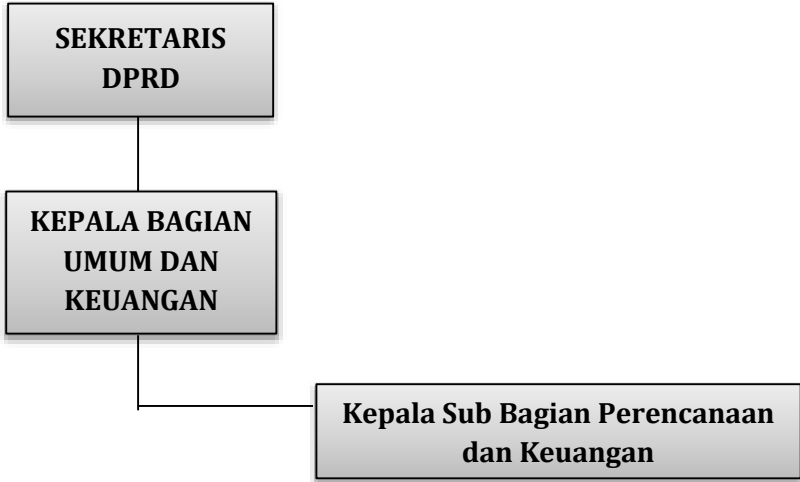 SEKRETARIS
DPRD
KEPALA BAGIAN
UMUM DAN
KEUANGAN
Kepala Sub Bagian Perencanaan
dan Keuangan